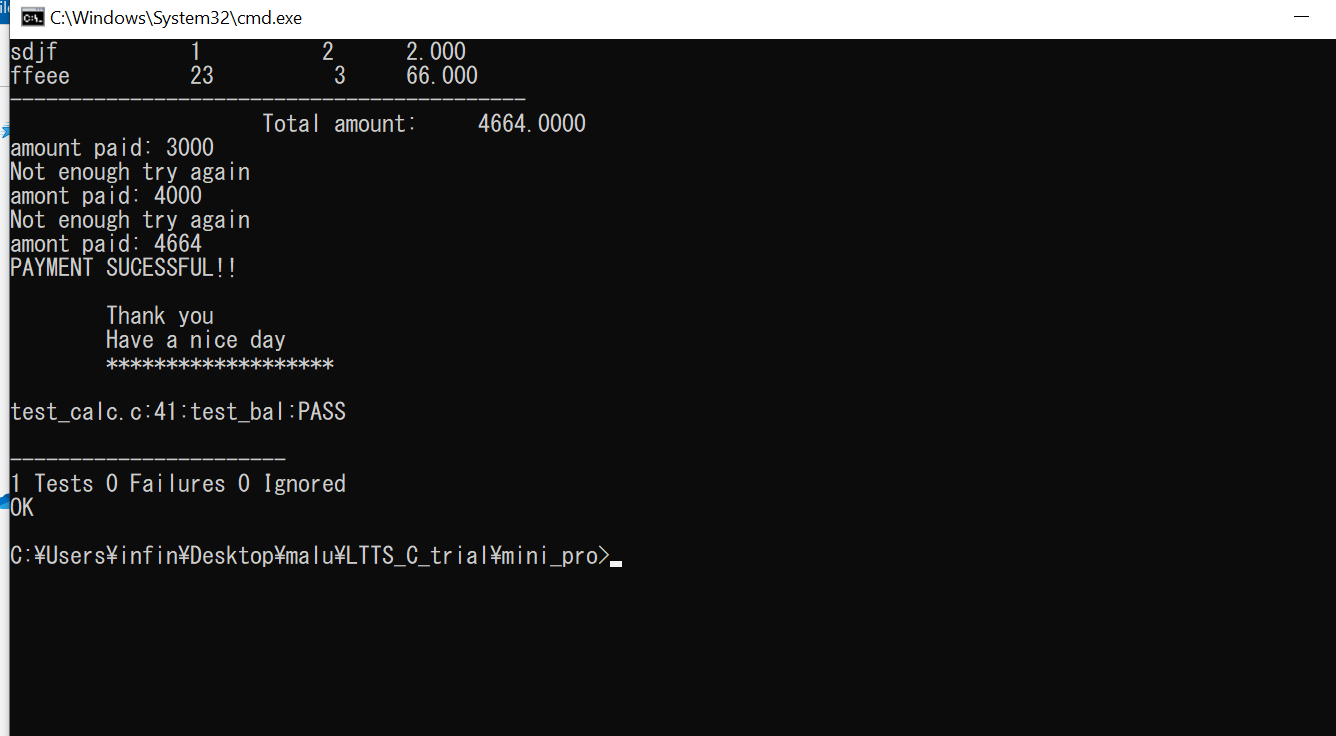 C:\Windows\System32\cmd.exe
sdjf 1 2 2.000
ffeee 23 3 66.000
-------------------------------------------
Total amount: 4664.0000
amount paid: 3000
Not enough try again
amont paid: 4000
Not enough try again
amont paid: 4664
PAYMENT SUCESSFUL!!
Thank you
Have a nice day
*******************
test_calc.c:41:test_bal:PASS
-----------------------
1 Tests 0 Failures 0 Ignored
OK
C:¥Users¥infin¥Desktop¥malu¥LTTS_C_trial¥mini_pro>